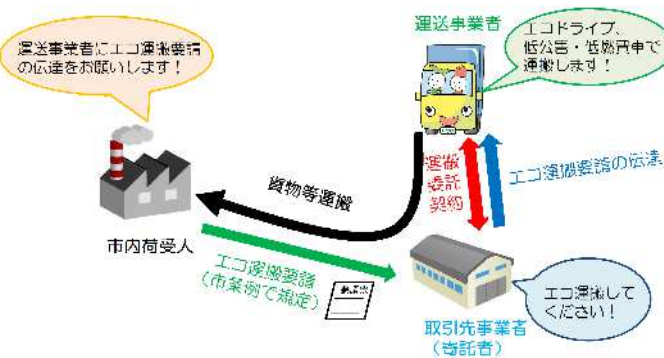 運送事業者
エコドライブ、
低公害・低燃費車で
運搬します！
運送事業者にエコ運搬要請
の伝達をお願いします！
運搬
委託
契約
エコ運搬要請の伝達
貨物等運搬
市内荷受人
エコ運搬要請
（市条例で規定）
要請書
エコ運搬して
ください！
取引先事業者
（寄託者）